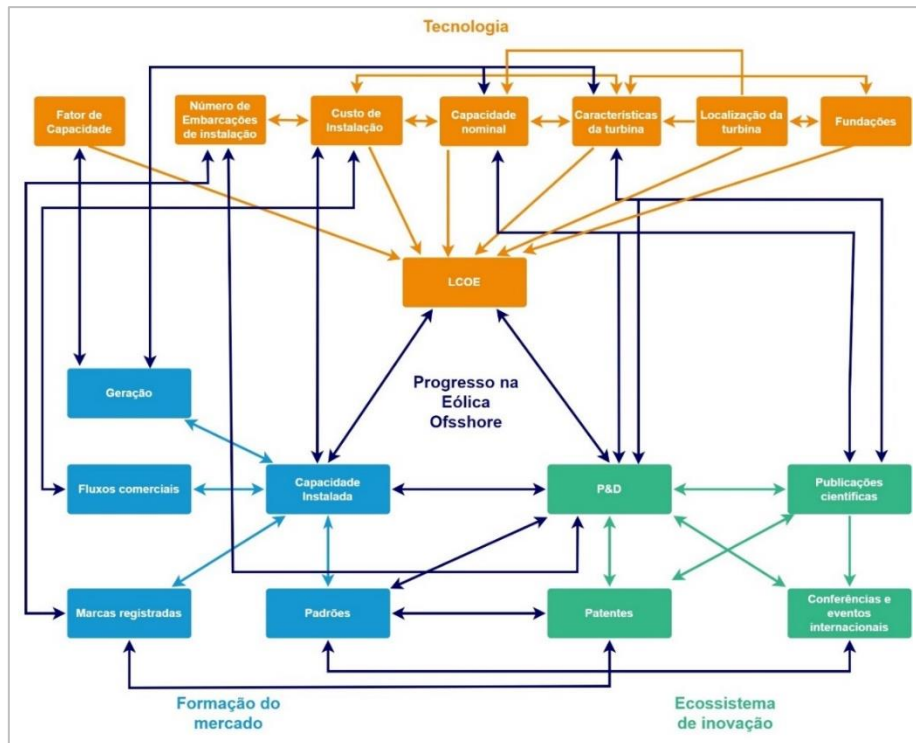 Tecnologia
Fator de
Capacidade
Número de
Embarcações
de instalação
Custo de
Instalação
Capacidade
nominal
Características
da turbina
Localização da
turbina
Fundações
LCOE
Progresso na
Eólica
Ofsshore
Geração
Fluxos comerciais
Capacidade
Instalada
P&D
Publicações
científicas
Marcas registradas
Padrões
Patentes
Conferências e
eventos
internacionais
Formação do
mercado
Ecossistema
de inovação